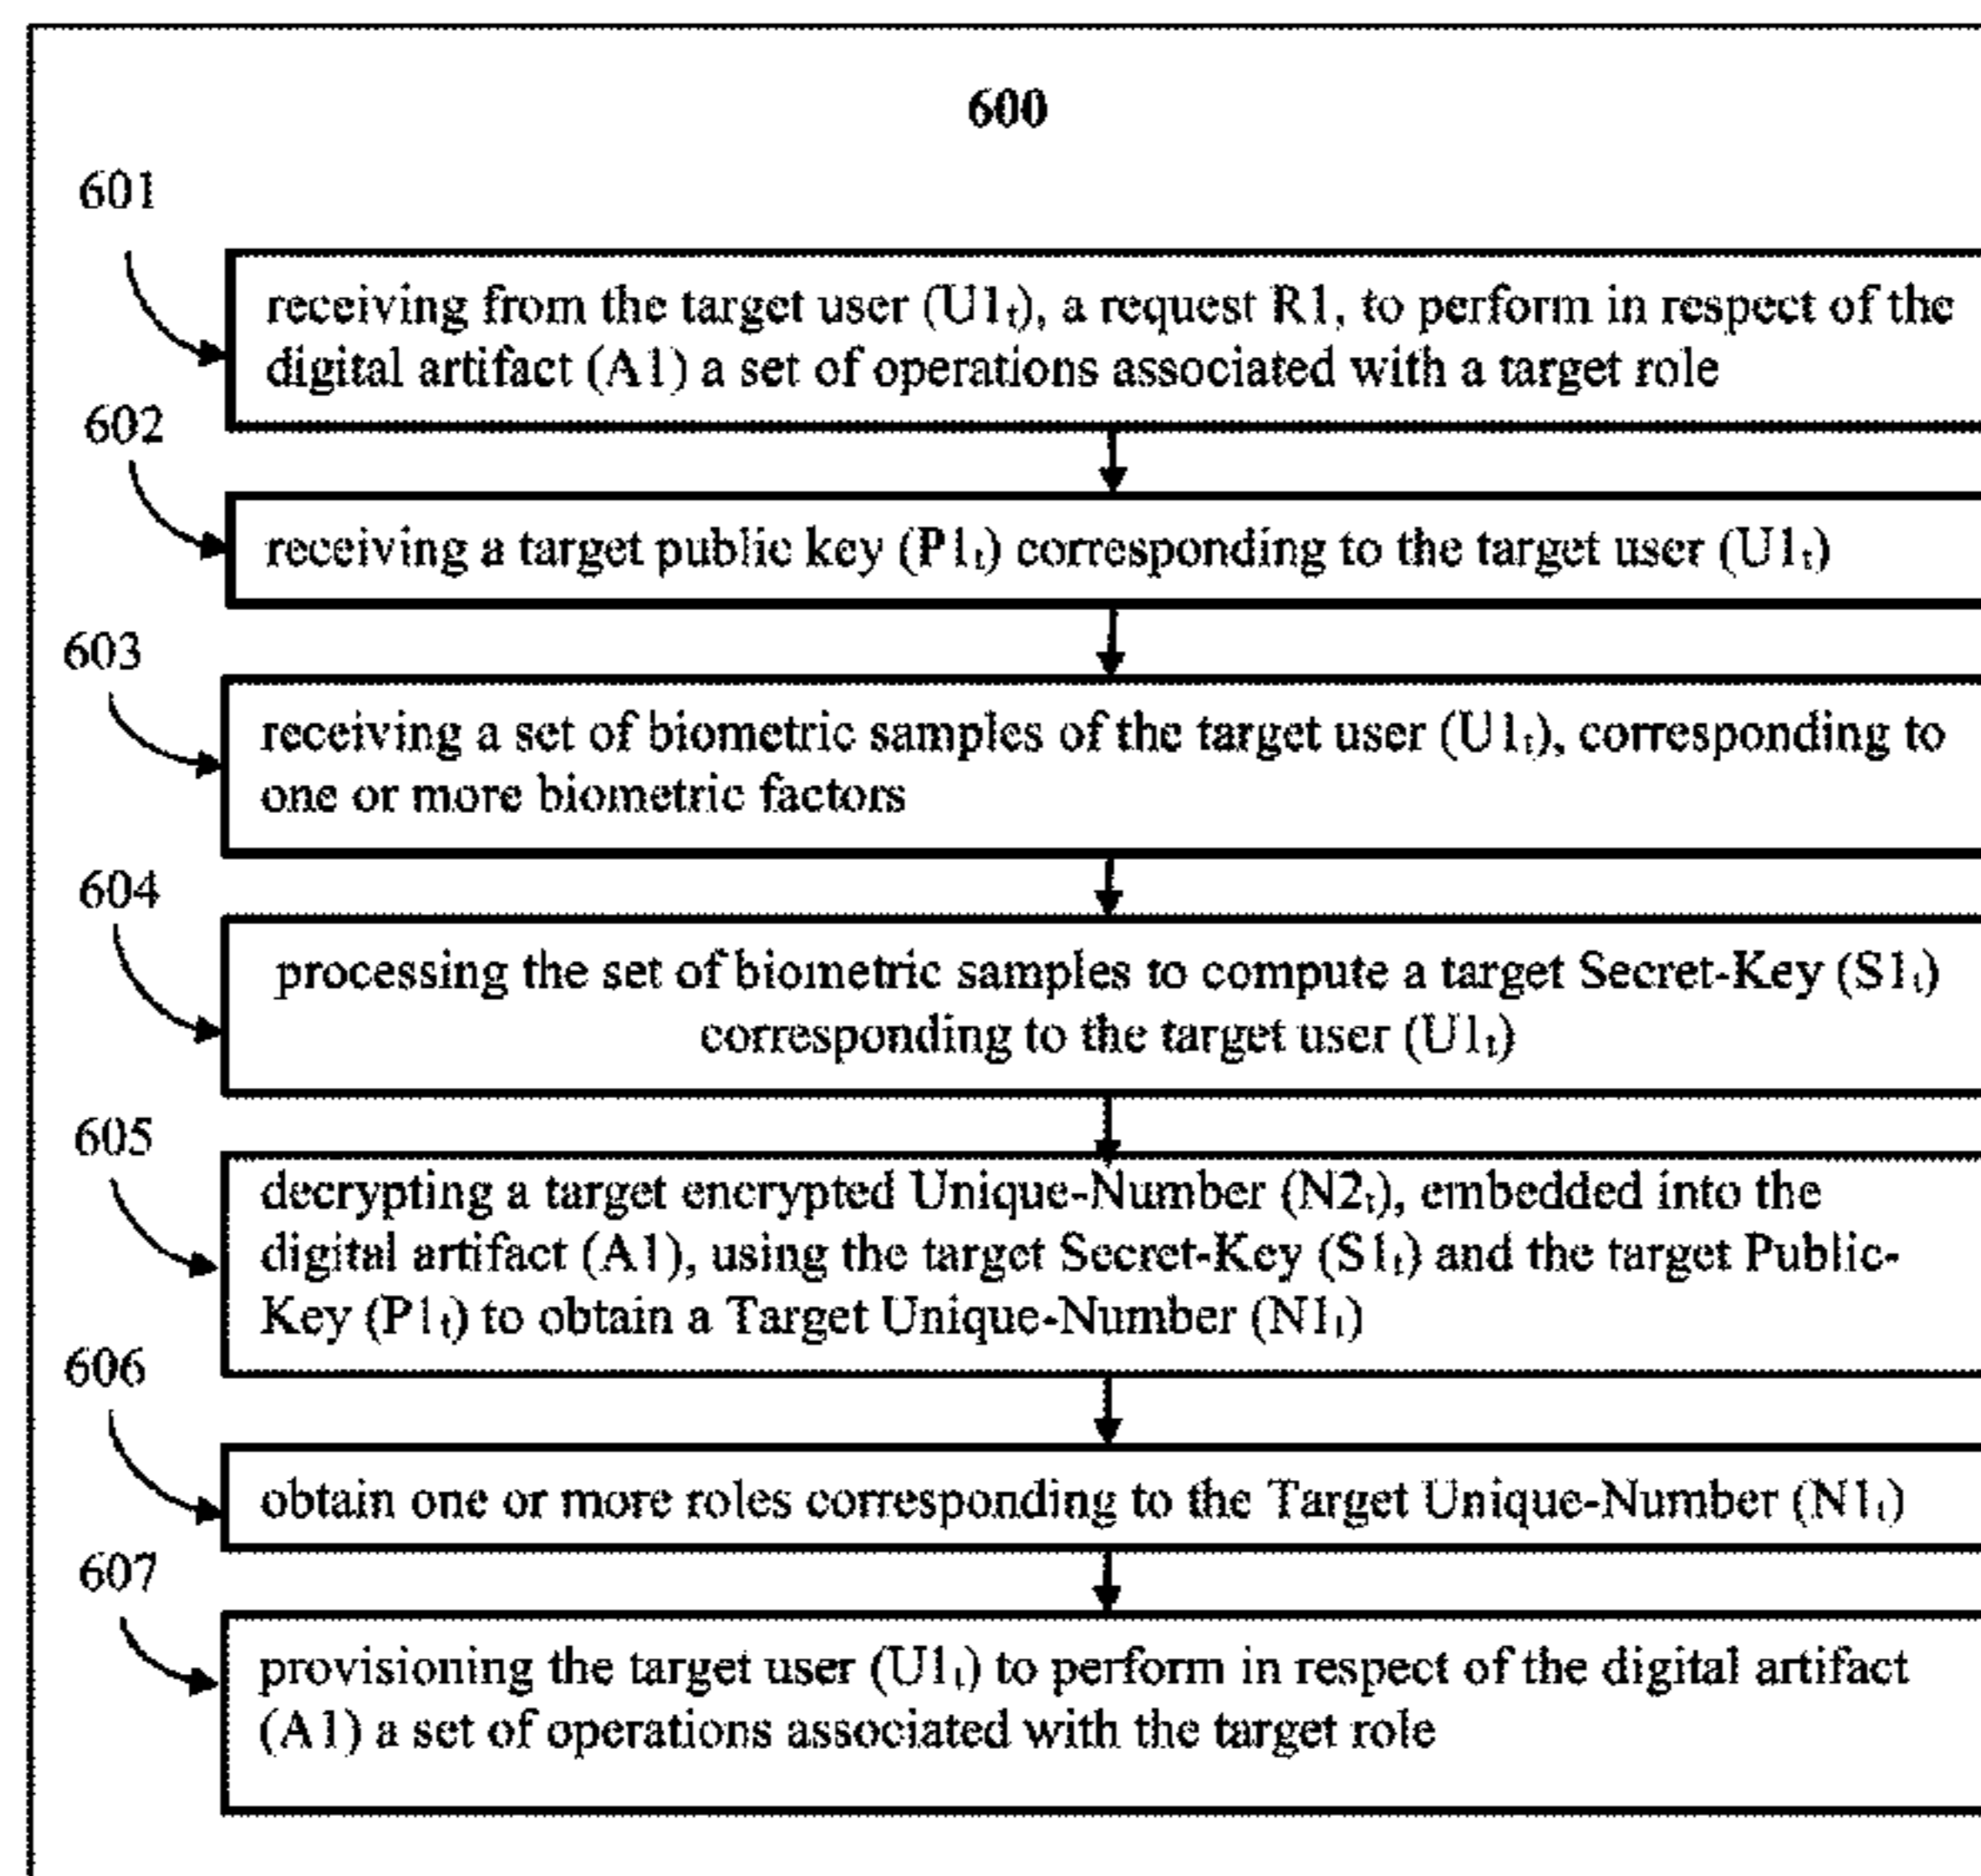 600
601
receiving from the target user (U1ₜ), a request R1, to perform in respect of the
digital artifact (A1) a set of operations associated with a target role
602
receiving a target public key (P1ₜ) corresponding to the target user (U1ₜ)
603
receiving a set of biometric samples of the target user (U1ₜ), corresponding to
one or more biometric factors
604
processing the set of biometric samples to compute a target Secret-Key (S1ₜ)
corresponding to the target user (U1ₜ)
605
decrypting a target encrypted Unique-Number (N2ₜ), embedded into the
digital artifact (A1), using the target Secret-Key (S1ₜ) and the target Public-
Key (P1ₜ) to obtain a Target Unique-Number (N1ₜ)
606
obtain one or more roles corresponding to the Target Unique-Number (N1ₜ)
607
provisioning the target user (U1ₜ) to perform in respect of the digital artifact
(A1) a set of operations associated with the target role